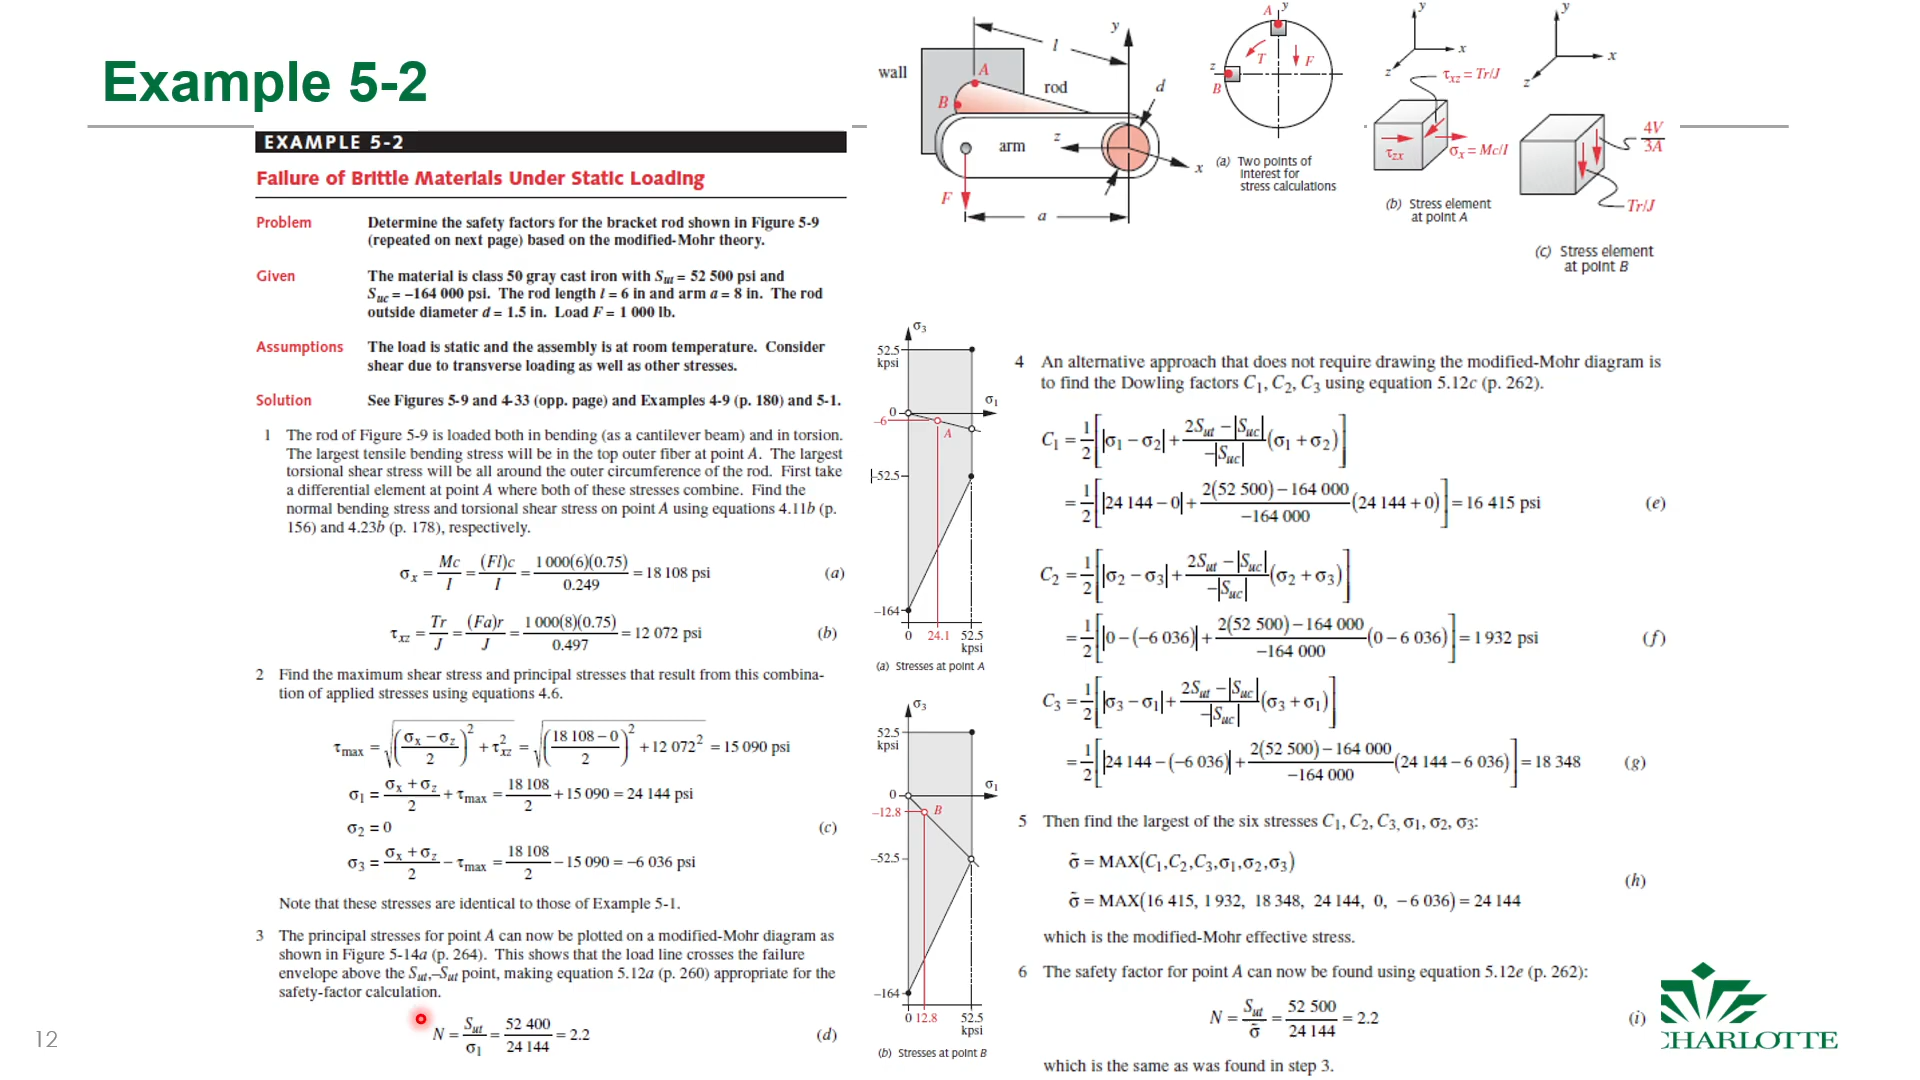 Example 5-2
EXAMPLE 5-2
Failure of Brittle Materials Under Static Loading
Problem
Determine the safety factors for the bracket rod shown in Figure 5-9
(repeated on next page) based on the modified-Mohr theory.
Given
The material is class 50 gray cast iron with Sut = 52 500 psi and
Suc = –164 000 psi. The rod length l = 6 in and arm a = 8 in. The rod
outside diameter d = 1.5 in. Load F = 1 000 lb.
Assumptions
The load is static and the assembly is at room temperature. Consider
shear due to transverse loading as well as other stresses.
Solution
See Figures 5-9 and 4-33 (opp. page) and Examples 4-9 (p. 180) and 5-1.
1 The rod of Figure 5-9 is loaded both in bending (as a cantilever beam) and in torsion.
The largest tensile bending stress will be in the top outer fiber at point A. The largest
torsional shear stress will be all around the outer circumference of the rod. First take
a differential element at point A where both of these stresses combine. Find the
normal bending stress and torsional shear stress on point A using equations 4.11b (p.
156) and 4.23b (p. 178), respectively.
σx = Mc/I = (Fl)c/I = 1 000(6)(0.75)/0.249 = 18 108 psi (a)
τxz = Tr/J = (Fa)r/J = 1 000(8)(0.75)/0.497 = 12 072 psi (b)
2 Find the maximum shear stress and principal stresses that result from this combina-
tion of applied stresses using equations 4.6.
τmax = √((σx – σz)/2)² + τ²xz = √((18 108 – 0)/2)² + 12 072² = 15 090 psi
σ1 = (σx + σz)/2 + τmax = 18 108/2 + 15 090 = 24 144 psi
σ2 = 0 (c)
σ3 = (σx + σz)/2 – τmax = 18 108/2 – 15 090 = –6 036 psi
Note that these stresses are identical to those of Example 5-1.
3 The principal stresses for point A can now be plotted on a modified-Mohr diagram as
shown in Figure 5-14a (p. 264). This shows that the load line crosses the failure
envelope above the Sut,–Sut point, making equation 5.12a (p. 260) appropriate for the
safety-factor calculation.
N = Sut/σ1 = 52 400/24 144 = 2.2 (d)
12
wall
l
A
B
rod
y
d
arm
z
x
F
a
A
y
T
F
z
B
(a) Two points of
interest for
stress calculations
y
x
z
τxz = Tr/J
τzx
σx = Mc/I
(b) Stress element
at point A
y
x
z
4V/3A
Tr/J
(c) Stress element
at point B
σ3
52.5
kpsi
0
σ1
–6
A
–52.5
–164
0 24.1 52.5
kpsi
(a) Stresses at point A
σ3
52.5
kpsi
0
σ1
–12.8
B
–52.5
–164
0 12.8 52.5
kpsi
(b) Stresses at point B
4 An alternative approach that does not require drawing the modified-Mohr diagram is
to find the Dowling factors C1, C2, C3 using equation 5.12c (p. 262).
C1 = 1/2[|σ1 – σ2| + (2Sut – |Suc|)/(–|Suc|) (σ1 + σ2)]
= 1/2[|24 144 – 0| + (2(52 500) – 164 000)/(–164 000) (24 144 + 0)] = 16 415 psi (e)
C2 = 1/2[|σ2 – σ3| + (2Sut – |Suc|)/(–|Suc|) (σ2 + σ3)]
= 1/2[|0 – (–6 036)| + (2(52 500) – 164 000)/(–164 000) (0 – 6 036)] = 1 932 psi (f)
C3 = 1/2[|σ3 – σ1| + (2Sut – |Suc|)/(–|Suc|) (σ3 + σ1)]
= 1/2[|24 144 – (–6 036)| + (2(52 500) – 164 000)/(–164 000) (24 144 – 6 036)] = 18 348 (g)
5 Then find the largest of the six stresses C1, C2, C3, σ1, σ2, σ3:
σ̃ = MAX(C1,C2,C3,σ1,σ2,σ3)
(h)
σ̃ = MAX(16 415, 1 932, 18 348, 24 144, 0, – 6 036) = 24 144
which is the modified-Mohr effective stress.
6 The safety factor for point A can now be found using equation 5.12e (p. 262):
N = Sut/σ̃ = 52 500/24 144 = 2.2 (i)
which is the same as was found in step 3.
CHARLOTTE